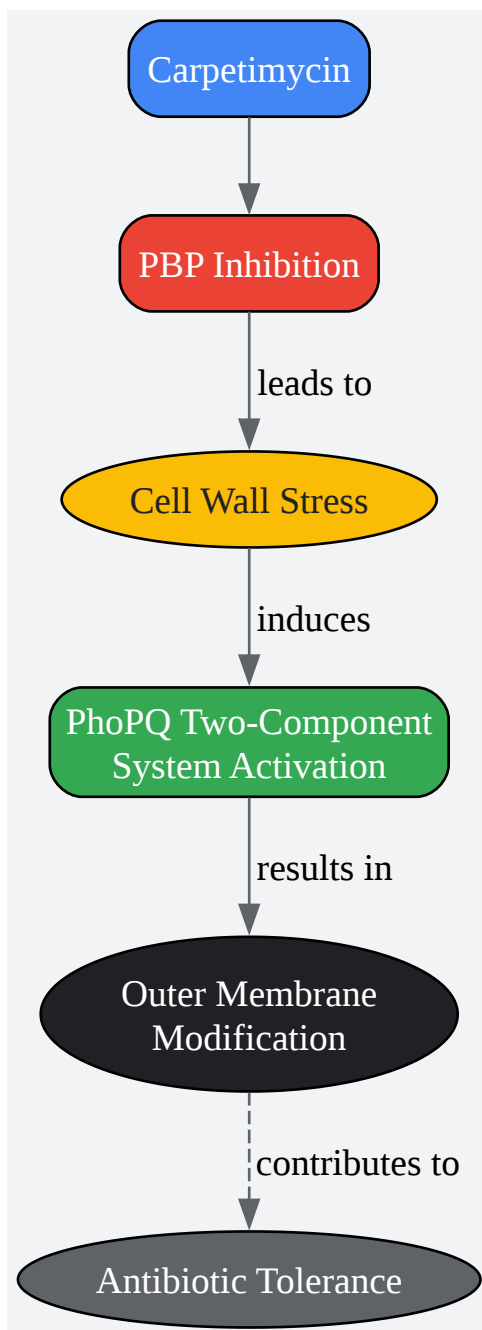 Carpetimycin
PBP Inhibition
leads to
Cell Wall Stress
induces
PhoPQ Two-Component
System Activation
results in
Outer Membrane
Modification
contributes to
Antibiotic Tolerance